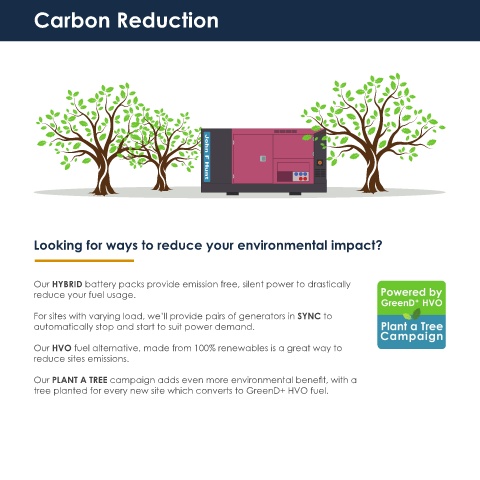 Carbon Reduction
John F Hunt
Looking for ways to reduce your environmental impact?
Our HYBRID battery packs provide emission free, silent power to drastically
reduce your fuel usage.
For sites with varying load, we'll provide pairs of generators in SYNC to
automatically stop and start to suit power demand.
Our HVO fuel alternative, made from 100% renewables is a great way to
reduce sites emissions.
Our PLANT A TREE campaign adds even more environmental benefit, with a
tree planted for every new site which converts to GreenD+ HVO fuel.
Powered by
GreenD+ HVO
Plant a Tree
Campaign